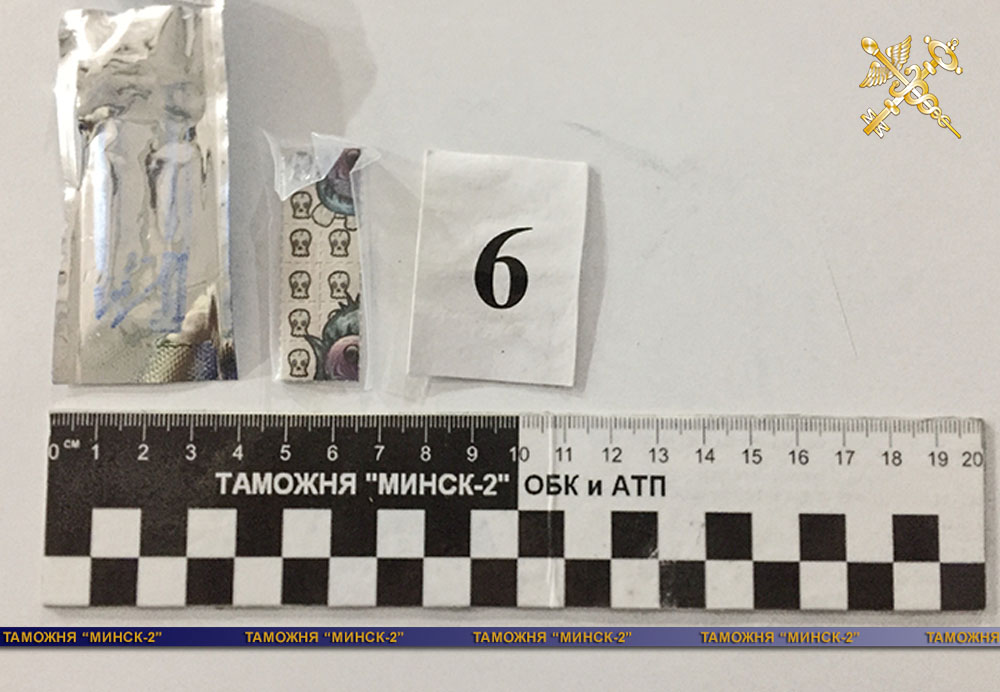 6
0 см 1 2 3 4 5 6 7 8 9 10 11 12 13 14 15 16 17 18 19 20
ТАМОЖНЯ "МИНСК-2" ОБК и АТП
ТАМОЖНЯ “МИНСК-2” ТАМОЖНЯ “МИНСК-2” ТАМОЖНЯ “МИНСК-2” ТАМОЖНЯ “МИНСК-2” ТАМОЖНЯ